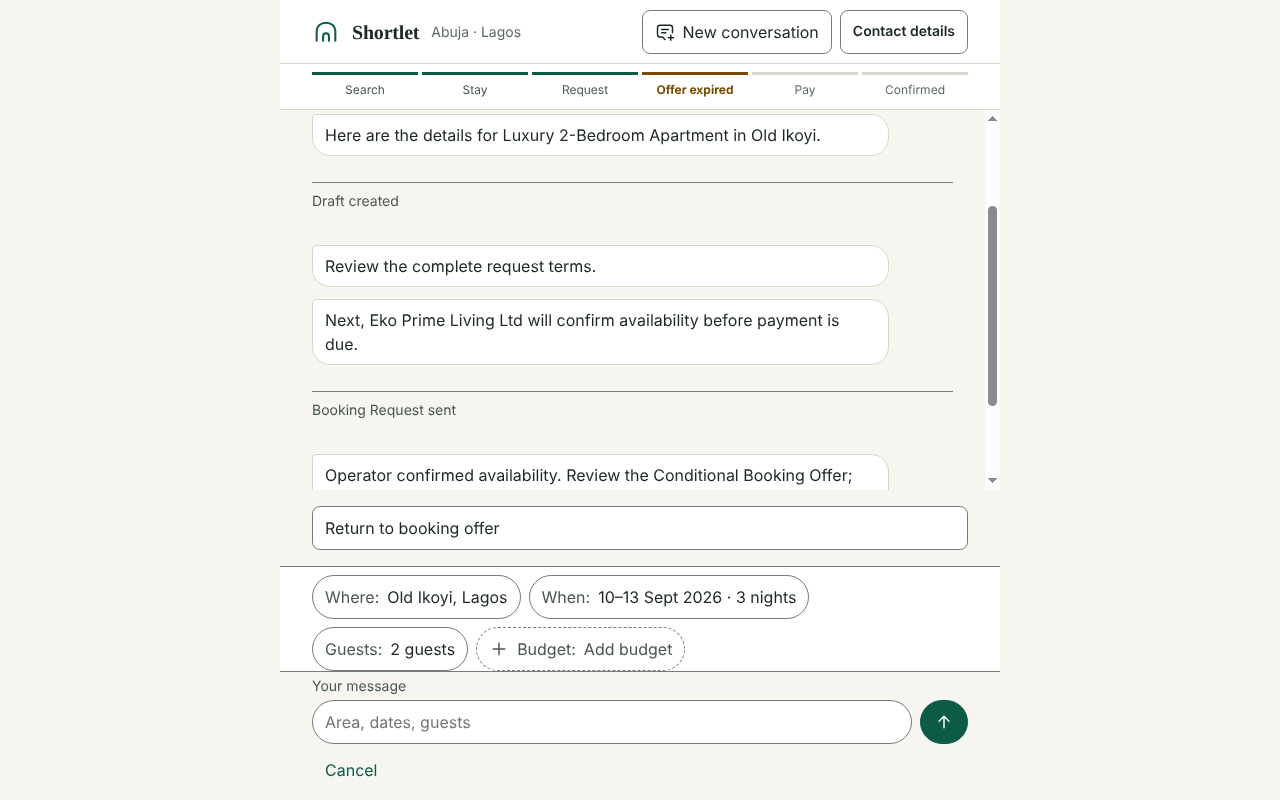 Shortlet Abuja · Lagos New conversation Contact details
Search Stay Request Offer expired Pay Confirmed
Here are the details for Luxury 2-Bedroom Apartment in Old Ikoyi.
Draft created
Review the complete request terms.
Next, Eko Prime Living Ltd will confirm availability before payment is
due.
Booking Request sent
Operator confirmed availability. Review the Conditional Booking Offer;
Return to booking offer
Where: Old Ikoyi, Lagos When: 10–13 Sept 2026 · 3 nights
Guests: 2 guests + Budget: Add budget
Your message
Area, dates, guests
Cancel